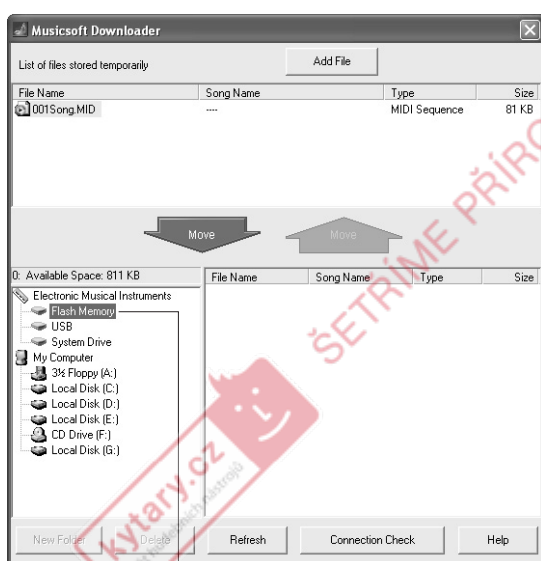 Musicsoft Downloader
List of files stored temporarily
Add File
File Name Song Name Type Size
001Song.MID ---- MIDI Sequence 81 KB
Move Move
0: Available Space: 811 KB
File Name Song Name Type Size
Electronic Musical Instruments
Flash Memory
USB
System Drive
My Computer
3½ Floppy (A:)
Local Disk (C:)
Local Disk (D:)
Local Disk (E:)
CD Drive (F:)
Local Disk (G:)
New Folder Delete Refresh Connection Check Help
ŠETŘÍME PŘÍRO
kytary.cz
hudebních nástrojů